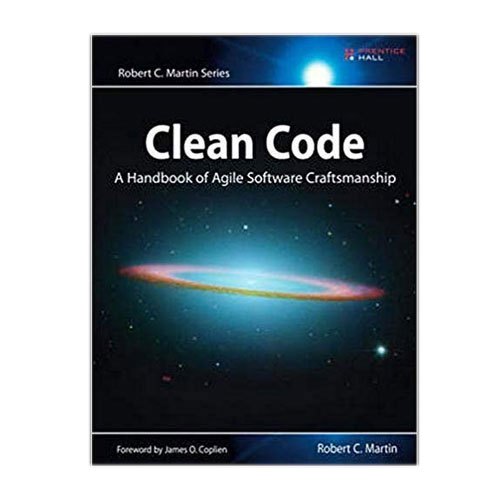 PRENTICE
HALL
Robert C. Martin Series
Clean Code
A Handbook of Agile Software Craftsmanship
Foreword by James O. Coplien
Robert C. Martin